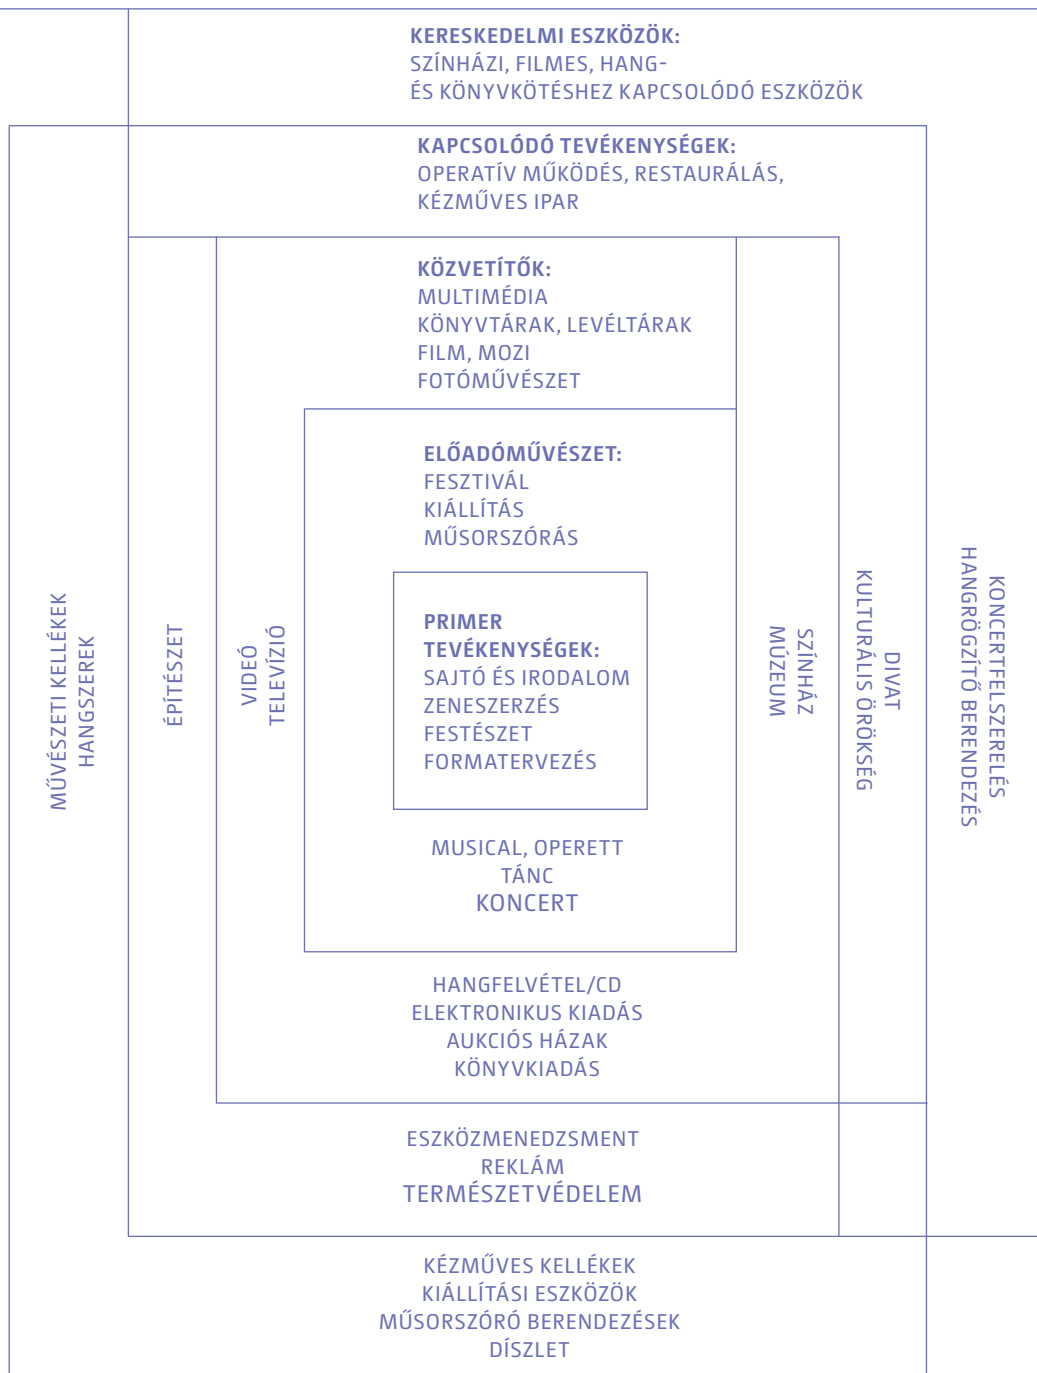 KERESKEDELMI ESZKÖZÖK:
SZÍNHÁZI, FILMES, HANG-
ÉS KÖNYVKÖTÉSHEZ KAPCSOLÓDÓ ESZKÖZÖK
KAPCSOLÓDÓ TEVÉKENYSÉGEK:
OPERATÍV MŰKÖDÉS, RESTAURÁLÁS,
KÉZMŰVES IPAR
KÖZVETÍTŐK:
MULTIMÉDIA
KÖNYVTÁRAK, LEVÉLTÁRAK
FILM, MOZI
FOTÓMŰVÉSZET
ELŐADÓMŰVÉSZET:
FESZTIVÁL
KIÁLLÍTÁS
MŰSORSZÓRÁS
MŰVÉSZETI KELLÉKEK
HANGSZEREK
ÉPÍTÉSZET
VIDEÓ
TELEVÍZIÓ
PRIMER
TEVÉKENYSÉGEK:
SAJTÓ ÉS IRODALOM
ZENESZERZÉS
FESTÉSZET
FORMATERVEZÉS
SZÍNHÁZ
MÚZEUM
DIVAT
KULTURÁLIS ÖRÖKSÉG
KONCERTFELSZERELÉS
HANGRÖGZÍTŐ BERENDEZÉS
MUSICAL, OPERETT
TÁNC
KONCERT
HANGFELVÉTEL/CD
ELEKTRONIKUS KIADÁS
AUKCIÓS HÁZAK
KÖNYVKIADÁS
ESZKÖZMENEDZSMENT
REKLÁM
TERMÉSZETVÉDELEM
KÉZMŰVES KELLÉKEK
KIÁLLÍTÁSI ESZKÖZÖK
MŰSORSZÓRÓ BERENDEZÉSEK
DÍSZLET